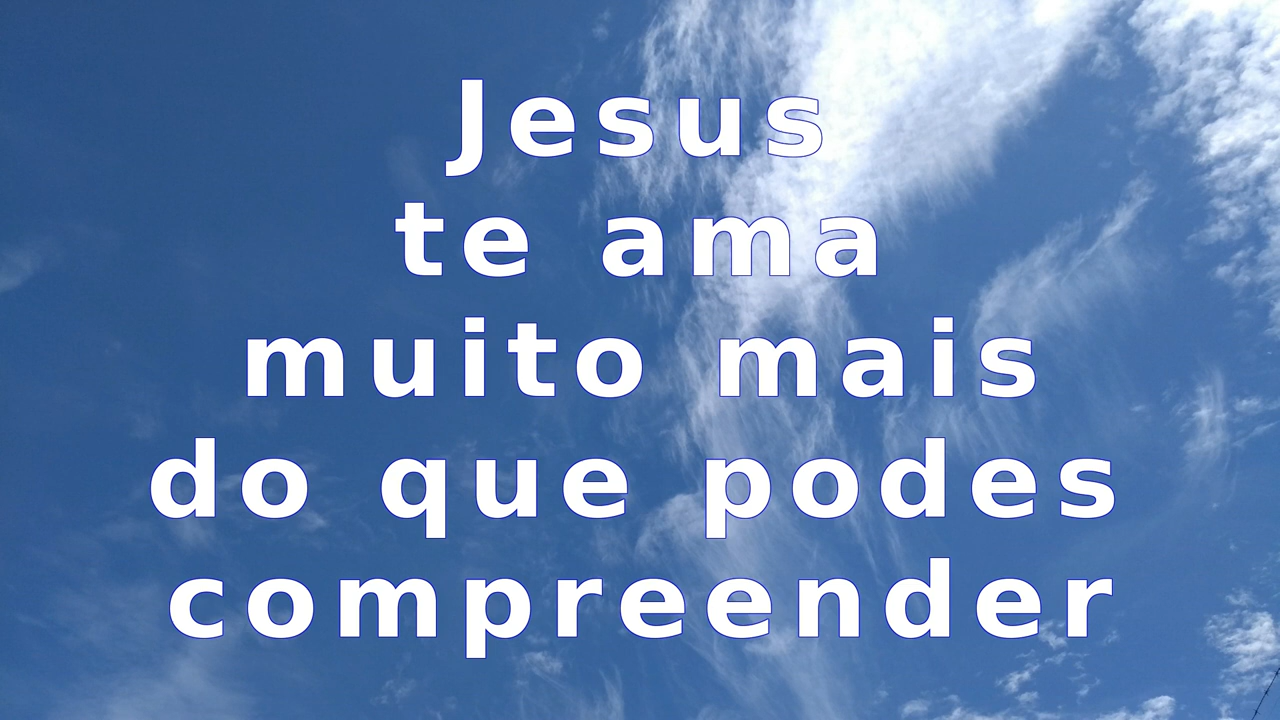 Jesus
te ama
muito mais
do que podes
compreender